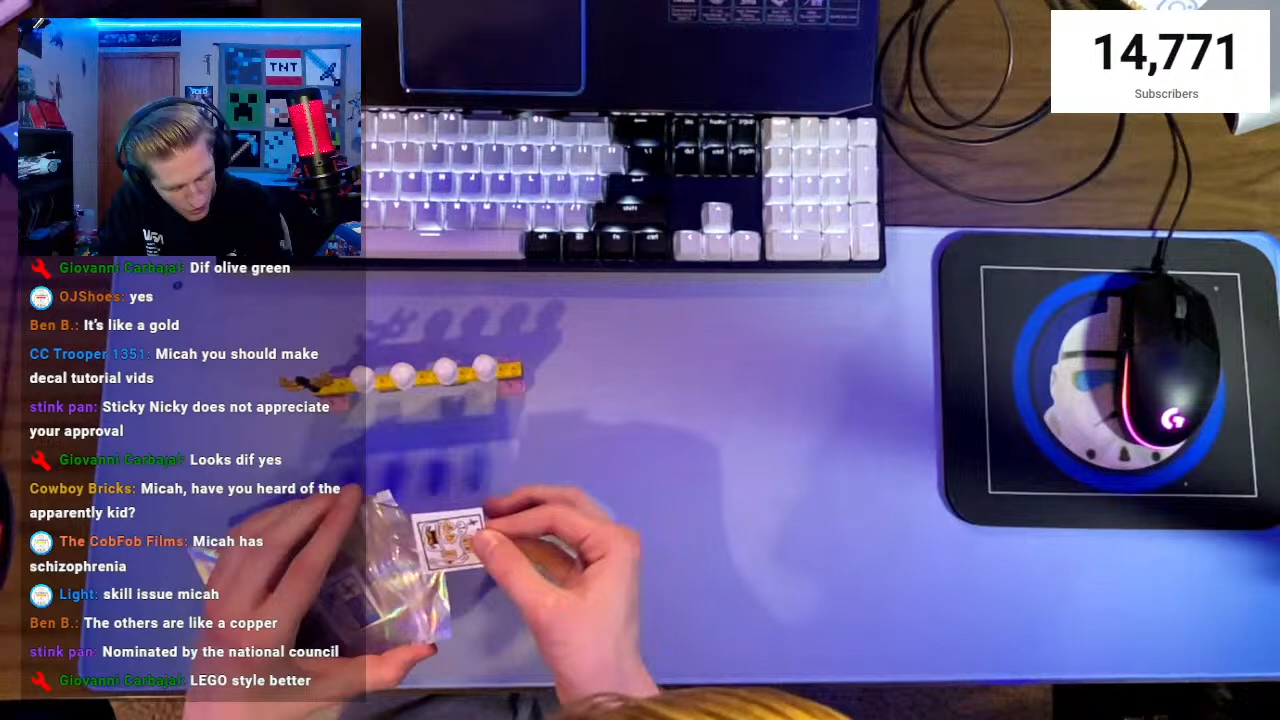 14,771
Subscribers
TNT
Giovanni Carbajal: Dif olive green
OJShoes: yes
Ben B.: It's like a gold
CC Trooper 1351: Micah you should make
decal tutorial vids
stink pan: Sticky Nicky does not appreciate
your approval
Giovanni Carbajal: Looks dif yes
Cowboy Bricks: Micah, have you heard of the
apparently kid?
The CobFob Films: Micah has
schizophrenia
Light: skill issue micah
Ben B.: The others are like a copper
stink pan: Nominated by the national council
Giovanni Carbajal: LEGO style better